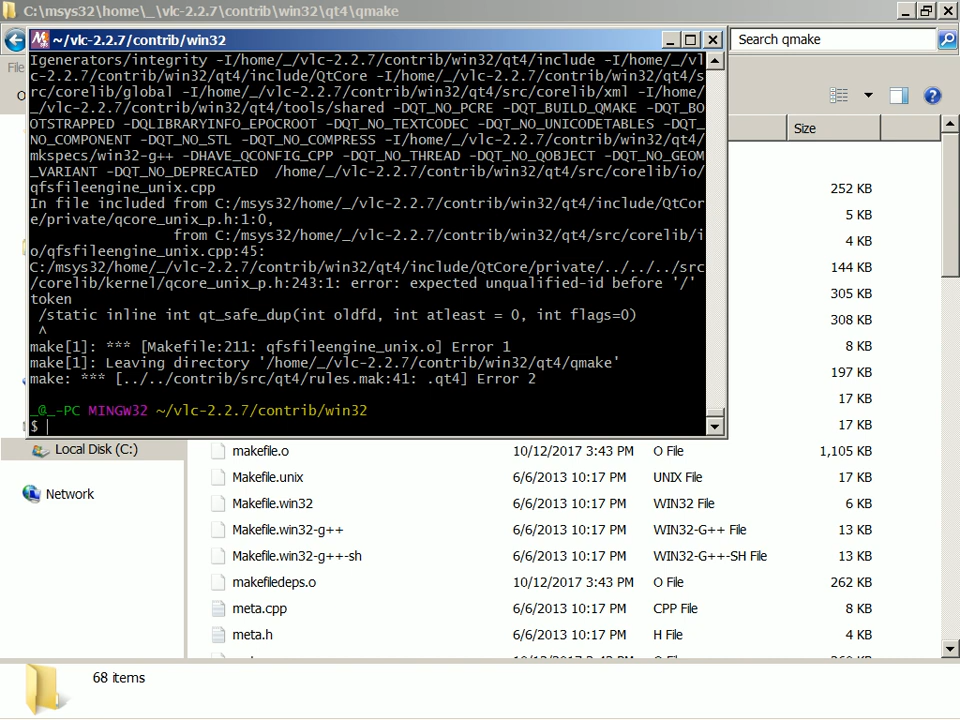 C:\msys32\home\_\vlc-2.2.7\contrib\win32\qt4\qmake
~/vlc-2.2.7/contrib/win32
Search qmake
Igenerators/integrity -I/home/_/vlc-2.2.7/contrib/win32/qt4/include -I/home/_/vl
c-2.2.7/contrib/win32/qt4/include/QtCore -I/home/_/vlc-2.2.7/contrib/win32/qt4/s
rc/corelib/global -I/home/_/vlc-2.2.7/contrib/win32/qt4/src/corelib/xml -I/home/
_/vlc-2.2.7/contrib/win32/qt4/tools/shared -DQT_NO_PCRE -DQT_BUILD_QMAKE -DQT_BO
OTSTRAPPED -DQLIBRARYINFO_EPOCROOT -DQT_NO_TEXTCODEC -DQT_NO_UNICODETABLES -DQT_
NO_COMPONENT -DQT_NO_STL -DQT_NO_COMPRESS -I/home/_/vlc-2.2.7/contrib/win32/qt4/
mkspecs/win32-g++ -DHAVE_QCONFIG_CPP -DQT_NO_THREAD -DQT_NO_QOBJECT -DQT_NO_GEOM
_VARIANT -DQT_NO_DEPRECATED  /home/_/vlc-2.2.7/contrib/win32/qt4/src/corelib/io/
qfsfileengine_unix.cpp
In file included from C:/msys32/home/_/vlc-2.2.7/contrib/win32/qt4/include/QtCor
e/private/qcore_unix_p.h:1:0,
from C:/msys32/home/_/vlc-2.2.7/contrib/win32/qt4/src/corelib/i
o/qfsfileengine_unix.cpp:45:
C:/msys32/home/_/vlc-2.2.7/contrib/win32/qt4/include/QtCore/private/../../../src
/corelib/kernel/qcore_unix_p.h:243:1: error: expected unqualified-id before '/'
token
/static inline int qt_safe_dup(int oldfd, int atleast = 0, int flags=0)
^
make[1]: *** [Makefile:211: qfsfileengine_unix.o] Error 1
make[1]: Leaving directory '/home/_/vlc-2.2.7/contrib/win32/qt4/qmake'
make: *** [../../contrib/src/qt4/rules.mak:41: .qt4] Error 2
_@_-PC MINGW32 ~/vlc-2.2.7/contrib/win32
$
Size
252 KB
5 KB
4 KB
144 KB
305 KB
308 KB
8 KB
197 KB
17 KB
17 KB
Local Disk (C:)
Network
makefile.o 10/12/2017 3:43 PM O File 1,105 KB
Makefile.unix 6/6/2013 10:17 PM UNIX File 17 KB
Makefile.win32 6/6/2013 10:17 PM WIN32 File 6 KB
Makefile.win32-g++ 6/6/2013 10:17 PM WIN32-G++ File 13 KB
Makefile.win32-g++-sh 6/6/2013 10:17 PM WIN32-G++-SH File 13 KB
makefiledeps.o 10/12/2017 3:43 PM O File 262 KB
meta.cpp 6/6/2013 10:17 PM CPP File 8 KB
meta.h 6/6/2013 10:17 PM H File 4 KB
68 items